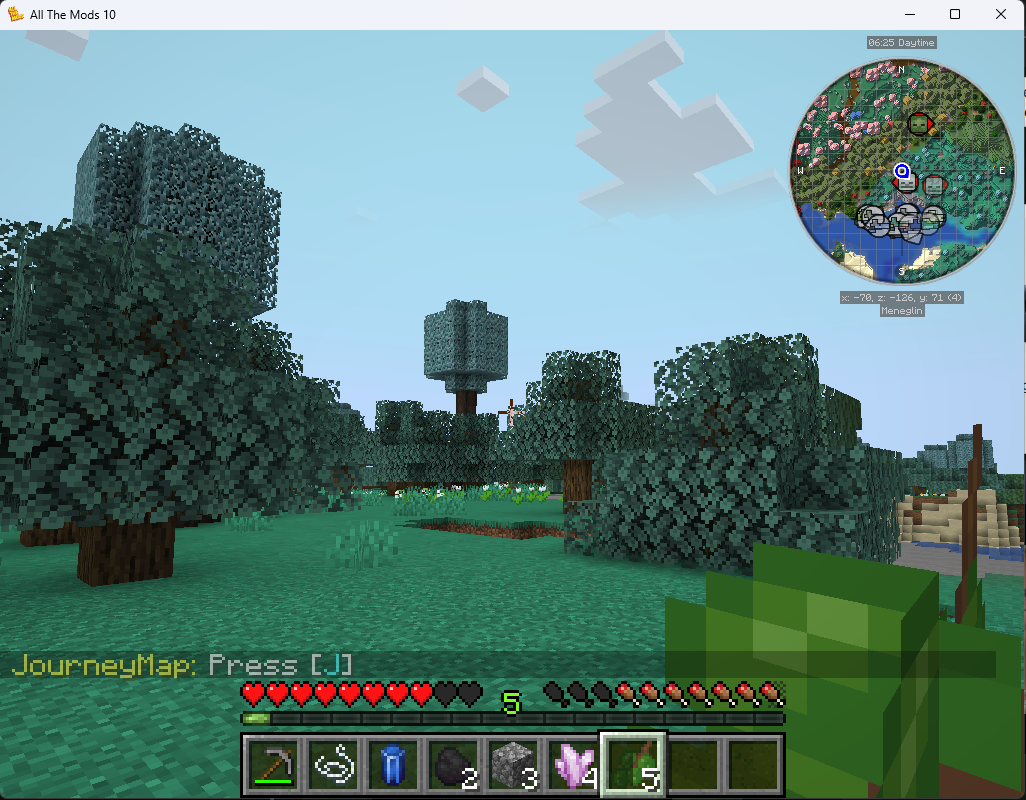 All The Mods 10
06:25 Daytime
N
W
E
S
x: -70, z: -126, y: 71 (4)
Meneglin
JourneyMap: Press [J]
5
2
3
4
5